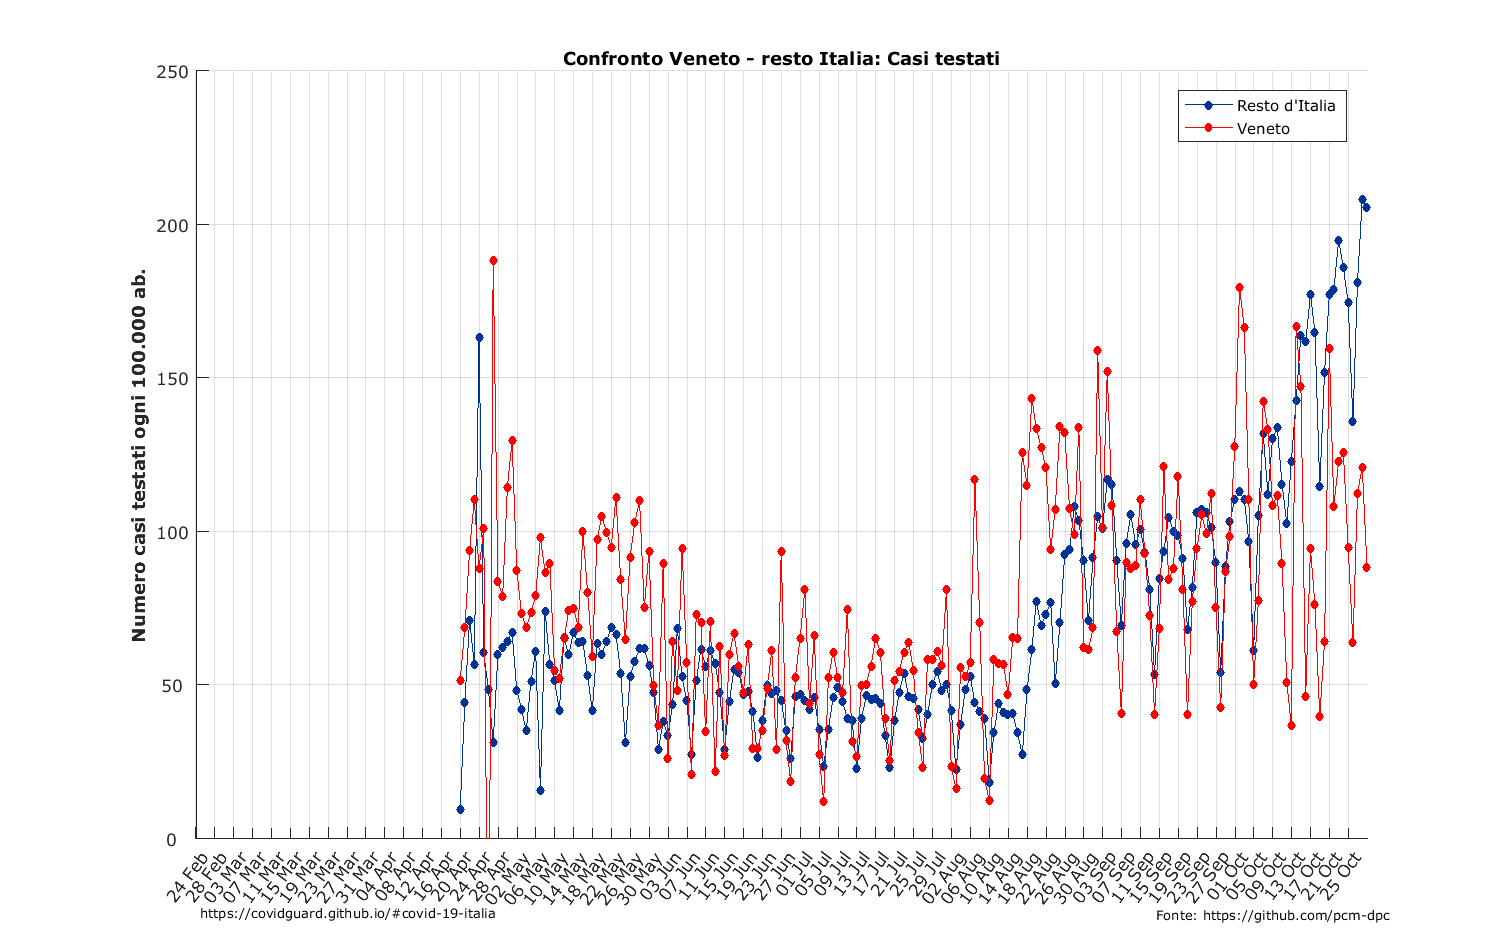 Confronto Veneto - resto Italia: Casi testati
Resto d'Italia
Veneto
Numero casi testati ogni 100.000 ab.
250
200
150
100
50
0
24 Feb
28 Feb
03 Mar
07 Mar
11 Mar
15 Mar
19 Mar
23 Mar
27 Mar
31 Mar
04 Apr
08 Apr
12 Apr
16 Apr
20 Apr
24 Apr
28 Apr
02 May
06 May
10 May
14 May
18 May
22 May
26 May
30 May
03 Jun
07 Jun
11 Jun
15 Jun
19 Jun
23 Jun
27 Jun
01 Jul
05 Jul
09 Jul
13 Jul
17 Jul
21 Jul
25 Jul
29 Jul
02 Aug
06 Aug
10 Aug
14 Aug
18 Aug
22 Aug
26 Aug
30 Aug
03 Sep
07 Sep
11 Sep
15 Sep
19 Sep
23 Sep
27 Sep
01 Oct
05 Oct
09 Oct
13 Oct
17 Oct
21 Oct
25 Oct
https://covidguard.github.io/#covid-19-italia
Fonte: https://github.com/pcm-dpc